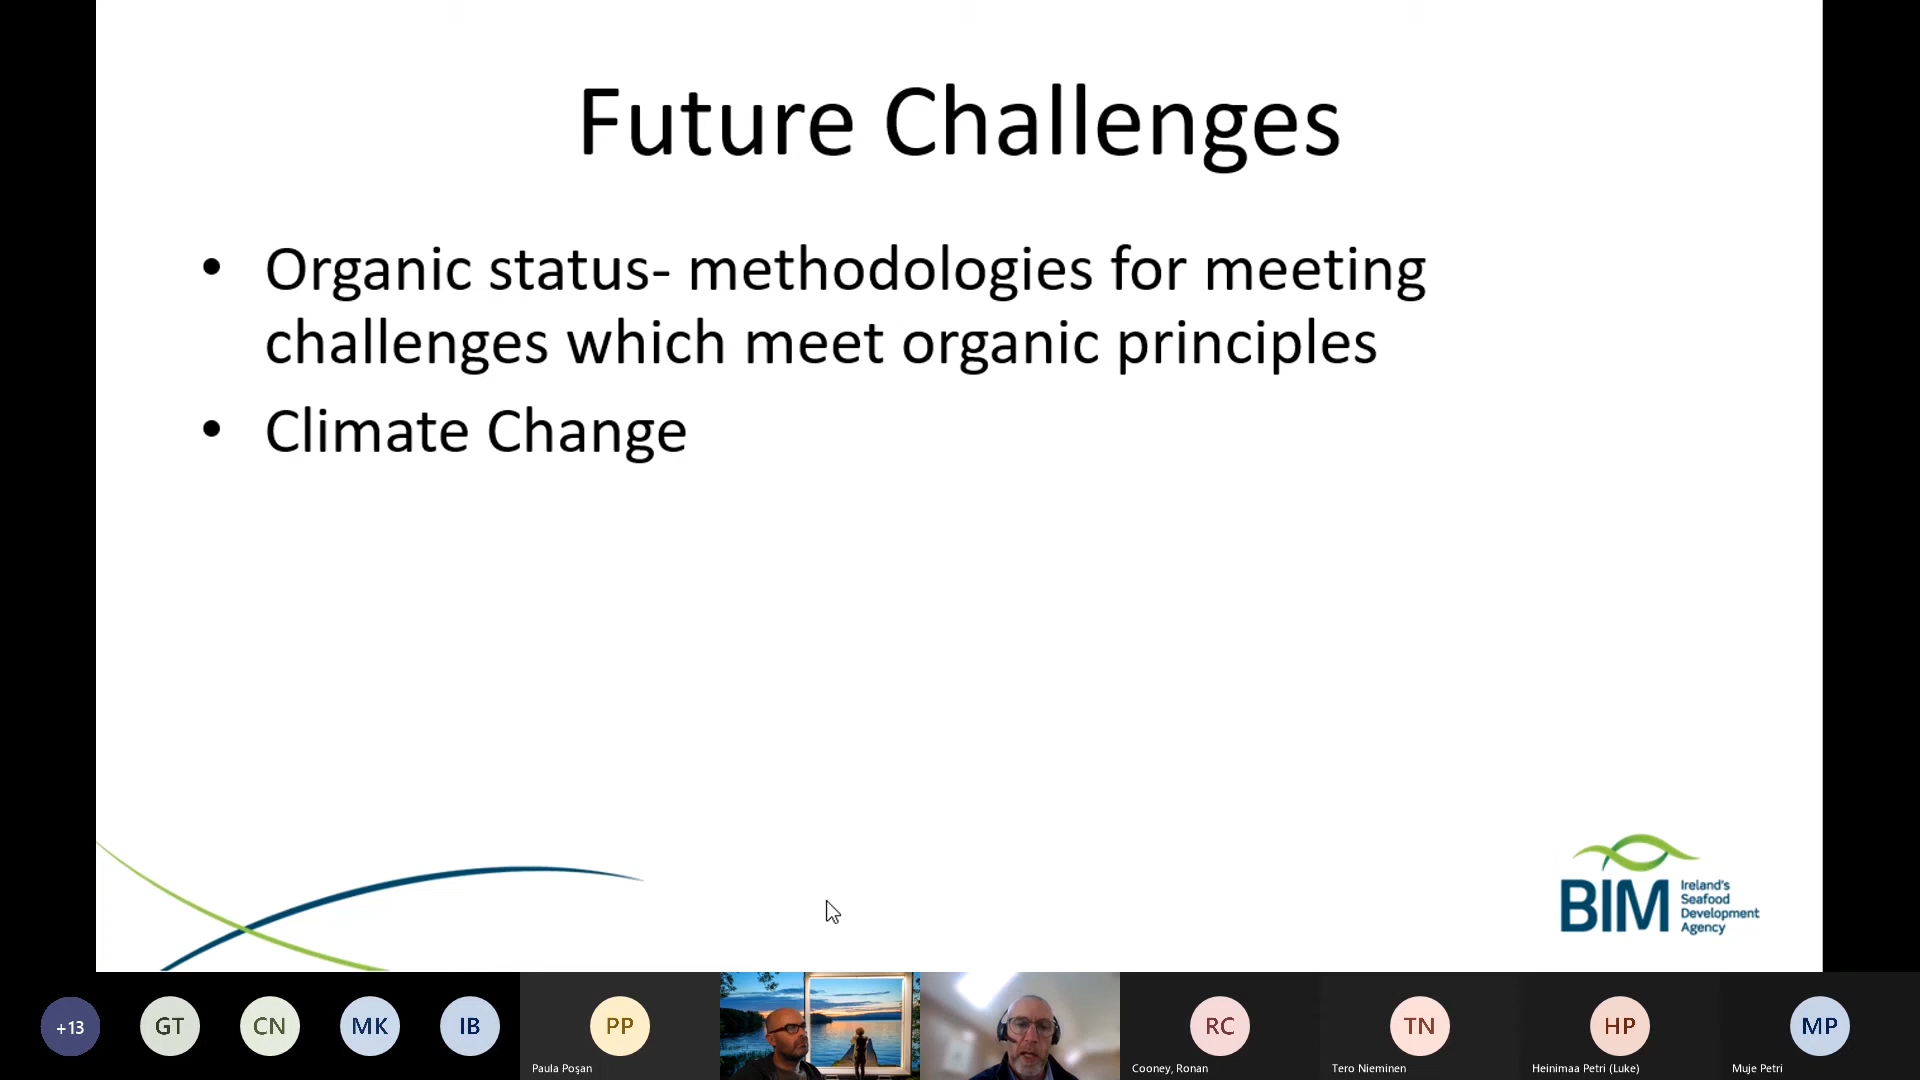 Future Challenges
• Organic status- methodologies for meeting
challenges which meet organic principles
• Climate Change
BIM
Ireland's
Seafood
Development
Agency
+13
GT
CN
MK
IB
PP
RC
TN
HP
MP
Paula Poşan
Cooney, Ronan
Tero Nieminen
Heinimaa Petri (Luke)
Muje Petri